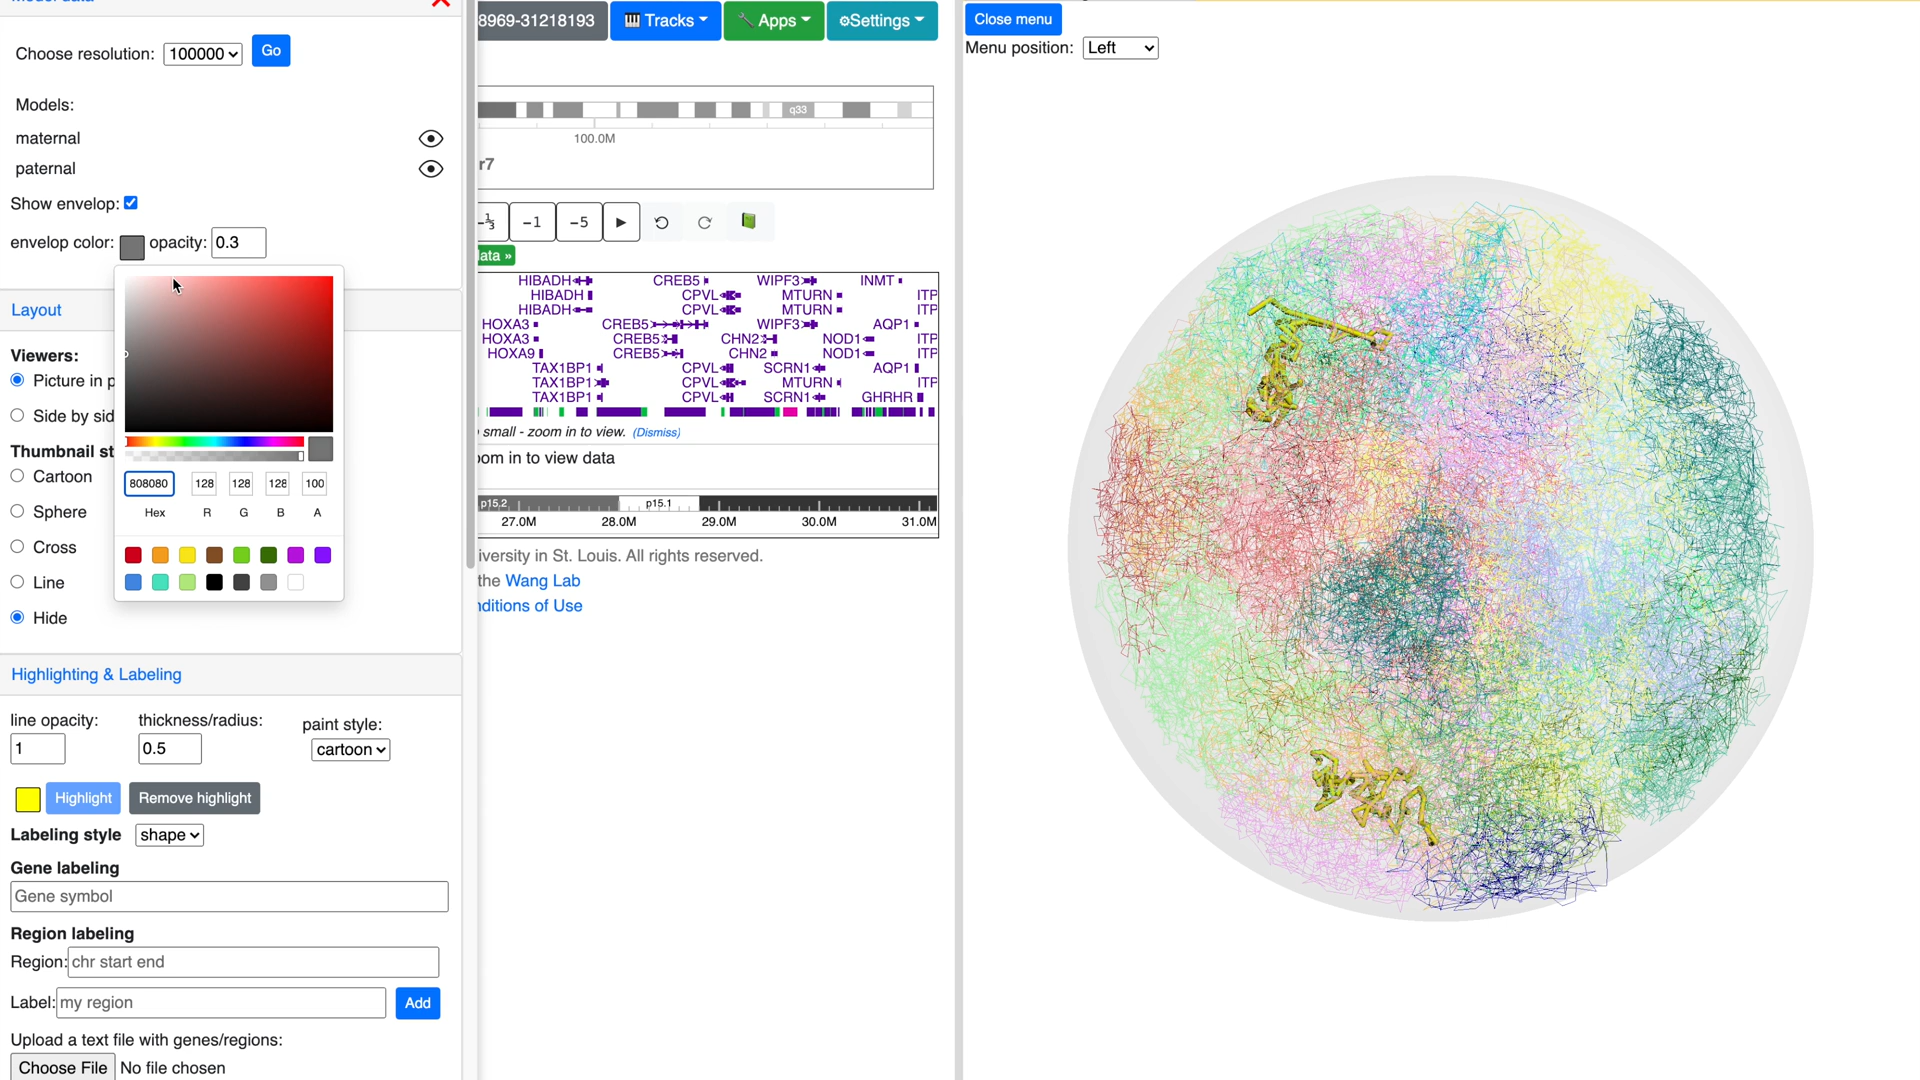 Choose resolution: 100000 Go
Models:
maternal
paternal
Show envelop:
envelop color: opacity: 0.3
808080 128 128 128 100
Hex R G B A
Layout
Viewers:
Picture in p
Side by sid
Thumbnail st
Cartoon
Sphere
Cross
Line
Hide
Highlighting & Labeling
line opacity: thickness/radius: paint style:
1 0.5 cartoon
Highlight Remove highlight
Labeling style shape
Gene labeling
Gene symbol
Region labeling
Region: chr start end
Label: my region Add
Upload a text file with genes/regions:
Choose File No file chosen
8969-31218193 Tracks Apps Settings
q33
100.0M
r7
-⅓ -1 -5
ata »
HIBADH CREB5 WIPF3 INMT
HIBADH CPVL MTURN ITP
HIBADH CPVL MTURN ITP
HOXA3 CREB5 WIPF3 AQP1
HOXA3 CREB5 CHN2 NOD1 ITP
HOXA9 CREB5 CHN2 NOD1 ITP
TAX1BP1 CPVL SCRN1 AQP1
TAX1BP1 CPVL MTURN ITP
TAX1BP1 CPVL SCRN1 GHRHR
small - zoom in to view. (Dismiss)
om in to view data
p15.2 p15.1
27.0M 28.0M 29.0M 30.0M 31.0M
iversity in St. Louis. All rights reserved.
the Wang Lab
nditions of Use
Close menu
Menu position: Left